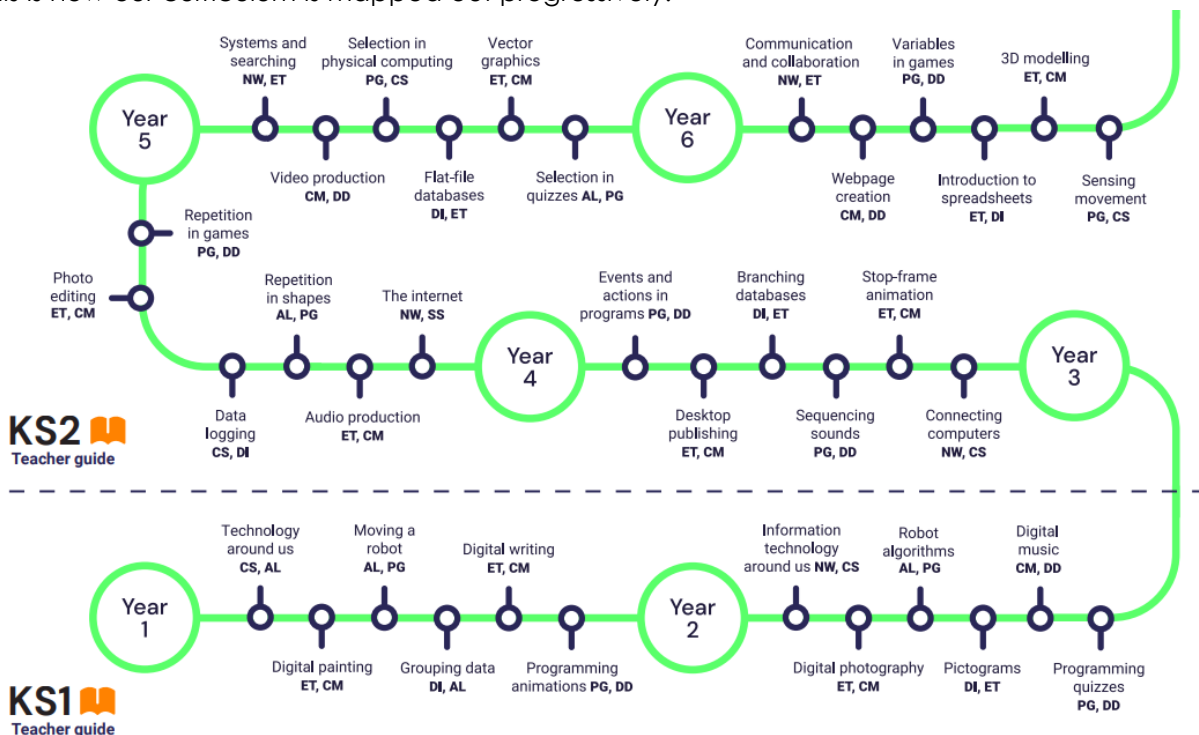 is is how our curriculum is mapped out progressively.
Systems and
searching
NW, ET
Selection in
physical computing
PG, CS
Vector
graphics
ET, CM
Communication
and collaboration
NW, ET
Variables
in games
PG, DD
3D modelling
ET, CM
Year
5
Year
6
Video production
CM, DD
Flat-file
databases
DI, ET
Selection in
quizzes AL, PG
Webpage
creation
CM, DD
Introduction to
spreadsheets
ET, DI
Sensing
movement
PG, CS
Repetition
in games
PG, DD
Photo
editing
ET, CM
Repetition
in shapes
AL, PG
The internet
NW, SS
Events and
actions in
programs PG, DD
Branching
databases
DI, ET
Stop-frame
animation
ET, CM
Year
4
Year
3
Data
logging
CS, DI
Audio production
ET, CM
Desktop
publishing
ET, CM
Sequencing
sounds
PG, DD
Connecting
computers
NW, CS
KS2
Teacher guide
Technology
around us
CS, AL
Moving a
robot
AL, PG
Digital writing
ET, CM
Information
technology
around us NW, CS
Robot
algorithms
AL, PG
Digital
music
CM, DD
Year
1
Year
2
Digital painting
ET, CM
Grouping data
DI, AL
Programming
animations PG, DD
Digital photography
ET, CM
Pictograms
DI, ET
Programming
quizzes
PG, DD
KS1
Teacher guide